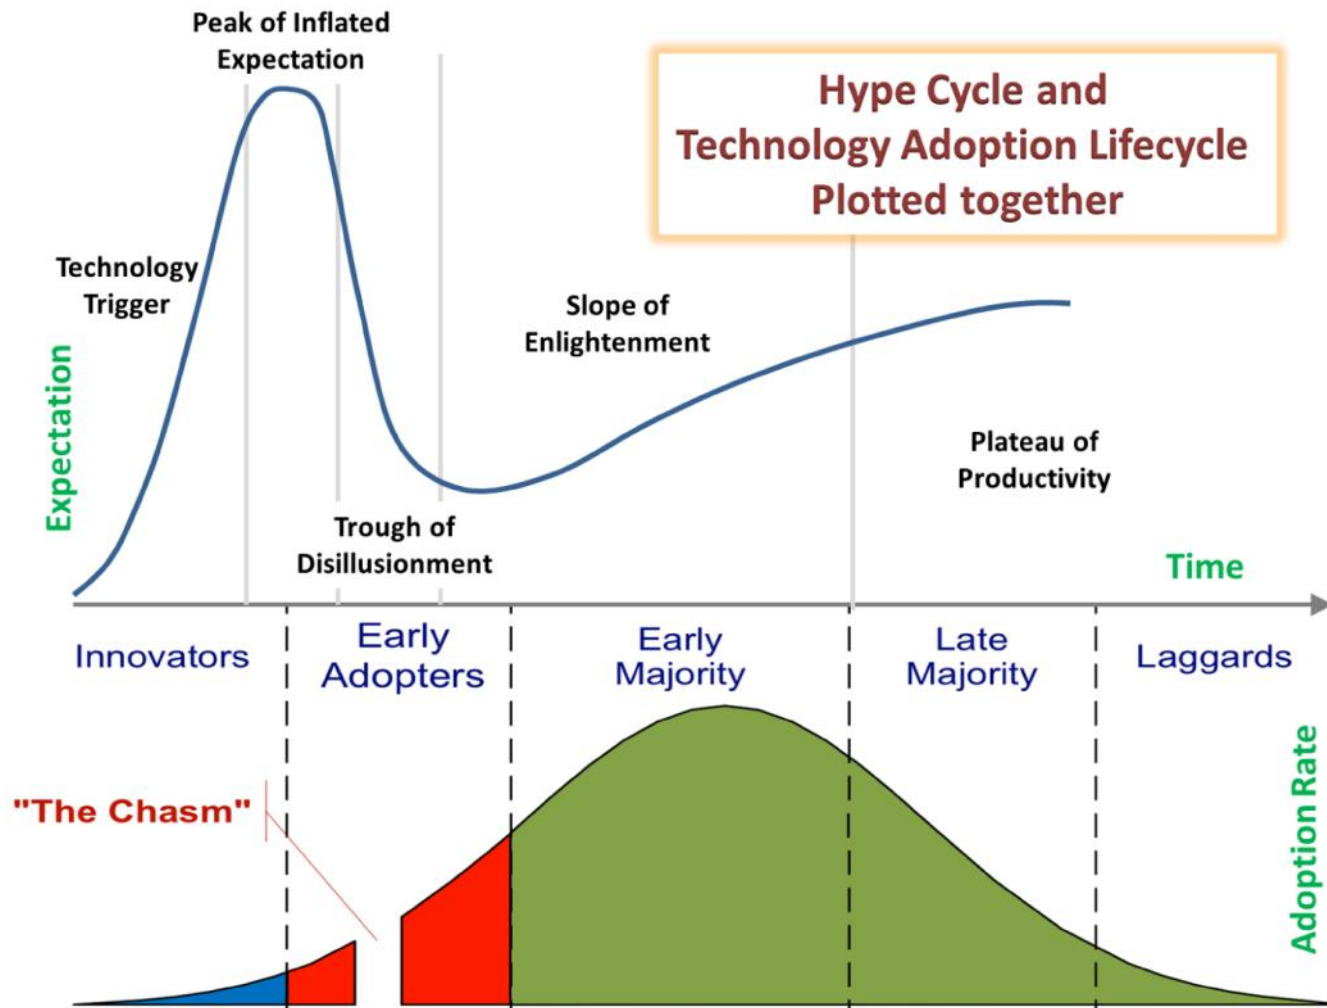 Peak of Inflated
Expectation
Hype Cycle and
Technology Adoption Lifecycle
Plotted together
Technology
Trigger
Slope of
Enlightenment
Expectation
Plateau of
Productivity
Trough of
Disillusionment
Time
Innovators
Early
Adopters
Early
Majority
Late
Majority
Laggards
"The Chasm"
Adoption Rate